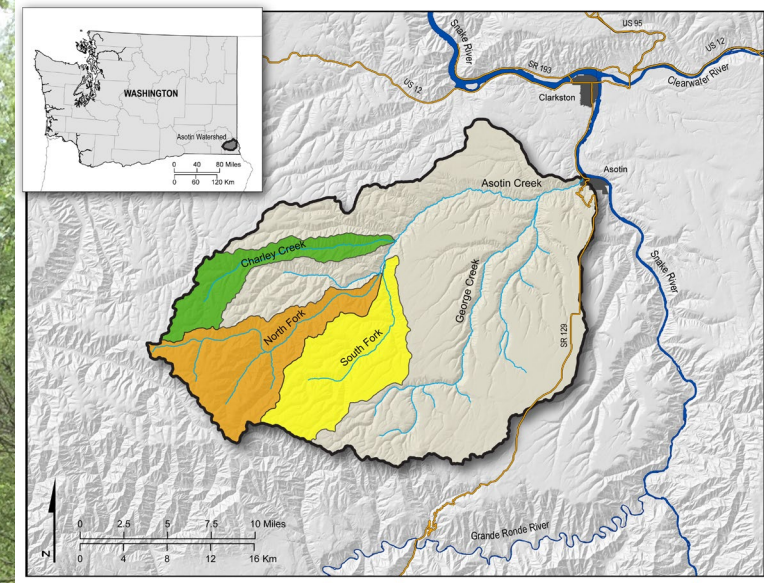 WASHINGTON
Asotin Watershed
0 40 80 Miles
0 60 120 Km
Snake River
US 95
US 12
SR 193
US 12
Clearwater River
Clarkston
Asotin
Asotin Creek
Charley Creek
George Creek
Snake River
North Fork
South Fork
SR 129
Grande Ronde River
N
0 2.5 5 7.5 10 Miles
0 4 8 12 16 Km